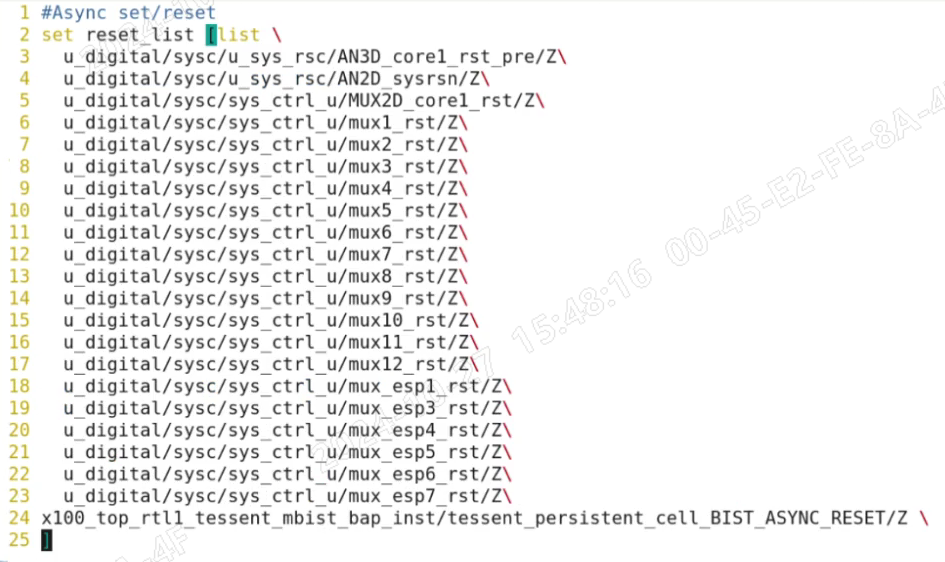 1 #Async set/reset
2 set reset_list [list \
3 u_digital/sysc/u_sys_rsc/AN3D_core1_rst_pre/Z\
4 u_digital/sysc/u_sys_rsc/AN2D_sysrsn/Z\
5 u_digital/sysc/sys_ctrl_u/MUX2D_core1_rst/Z\
6 u_digital/sysc/sys_ctrl_u/mux1_rst/Z\
7 u_digital/sysc/sys_ctrl_u/mux2_rst/Z\
8 u_digital/sysc/sys_ctrl_u/mux3_rst/Z\
9 u_digital/sysc/sys_ctrl_u/mux4_rst/Z\
10 u_digital/sysc/sys_ctrl_u/mux5_rst/Z\
11 u_digital/sysc/sys_ctrl_u/mux6_rst/Z\
12 u_digital/sysc/sys_ctrl_u/mux7_rst/Z\
13 u_digital/sysc/sys_ctrl_u/mux8_rst/Z\
14 u_digital/sysc/sys_ctrl_u/mux9_rst/Z\
15 u_digital/sysc/sys_ctrl_u/mux10_rst/Z\
16 u_digital/sysc/sys_ctrl_u/mux11_rst/Z\
17 u_digital/sysc/sys_ctrl_u/mux12_rst/Z\
18 u_digital/sysc/sys_ctrl_u/mux_esp1_rst/Z\
19 u_digital/sysc/sys_ctrl_u/mux_esp3_rst/Z\
20 u_digital/sysc/sys_ctrl_u/mux_esp4_rst/Z\
21 u_digital/sysc/sys_ctrl_u/mux_esp5_rst/Z\
22 u_digital/sysc/sys_ctrl_u/mux_esp6_rst/Z\
23 u_digital/sysc/sys_ctrl_u/mux_esp7_rst/Z\
24 x100_top_rtl1_tessent_mbist_bap_inst/tessent_persistent_cell_BIST_ASYNC_RESET/Z \
25 ]
15:48:16 00-45-E2-FE-8A-4